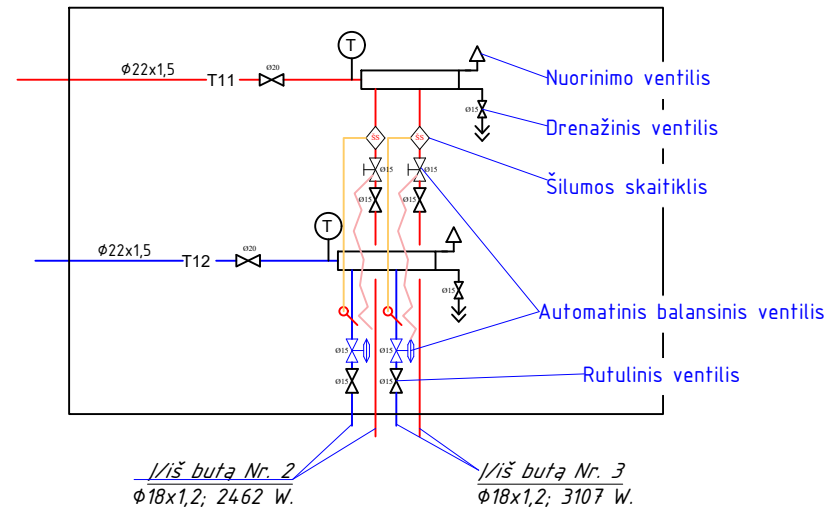 T
Φ22x1,5
Ø20
T11
Nuorinimo ventilis
Ø15
Drenažinis ventilis
SS
SS
Ø15
Ø15
Šilumos skaitiklis
Ø15
Ø15
T
Φ22x1,5
Ø20
T12
Ø15
Automatinis balansinis ventilis
Ø15
Ø15
Rutulinis ventilis
Ø15
Ø15
Į/iš butą Nr. 2
Φ18x1,2; 2462 W.
Į/iš butą Nr. 3
Φ18x1,2; 3107 W.